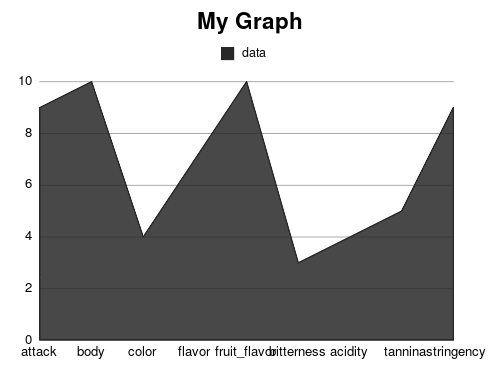 My Graph
data
10
8
6
4
2
0
attack body color flavor fruit_flavor bitterness acidity tannin astringency